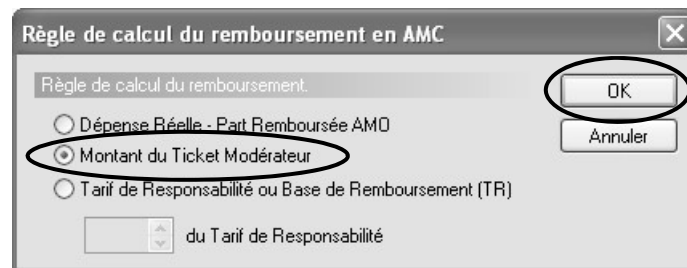 Règle de calcul du remboursement en AMC
Règle de calcul du remboursement.
OK
Dépense Réelle - Part Remboursée AMO
Annuler
Montant du Ticket Modérateur
Tarif de Responsabilité ou Base de Remboursement (TR)
du Tarif de Responsabilité